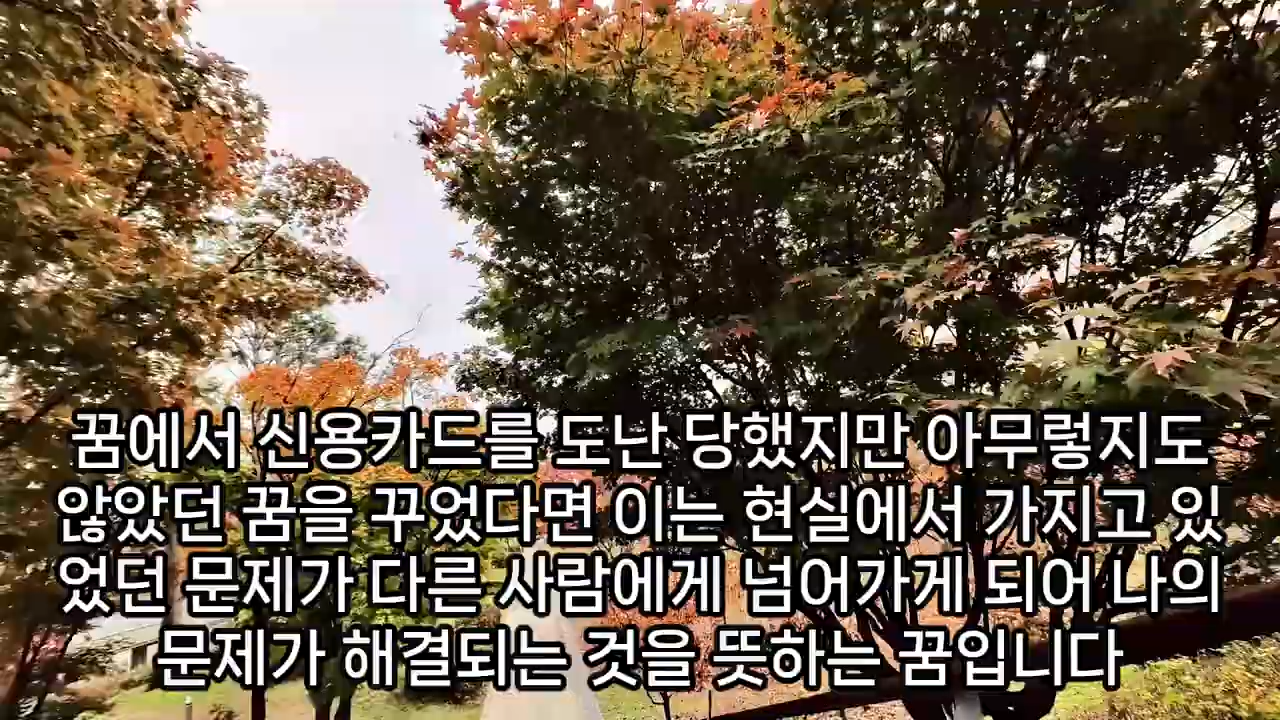 꿈에서 신용카드를 도난 당했지만 아무렇지도
않았던 꿈을 꾸었다면 이는 현실에서 가지고 있
었던 문제가 다른 사람에게 넘어가게 되어 나의
문제가 해결되는 것을 뜻하는 꿈입니다